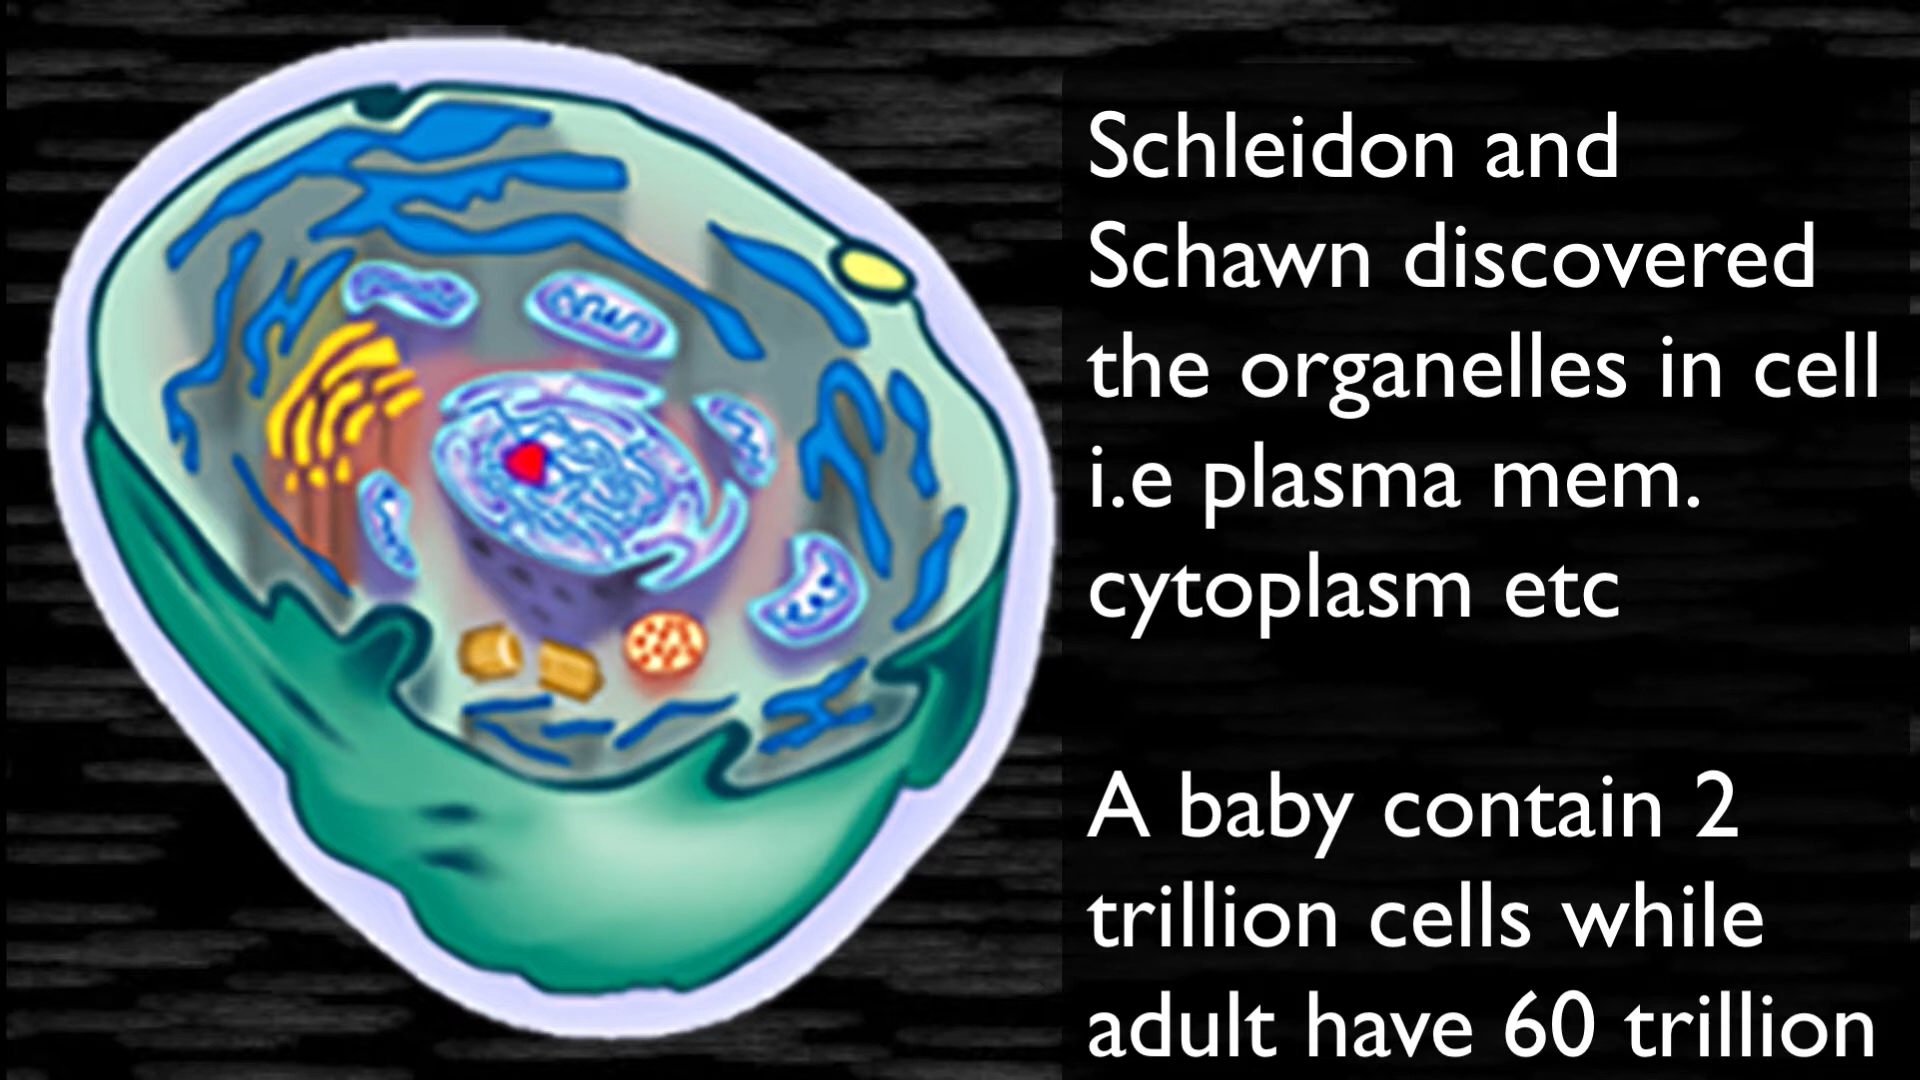 Schleidon and
Schawn discovered
the organelles in cell
i.e plasma mem.
cytoplasm etc
A baby contain 2
trillion cells while
adult have 60 trillion